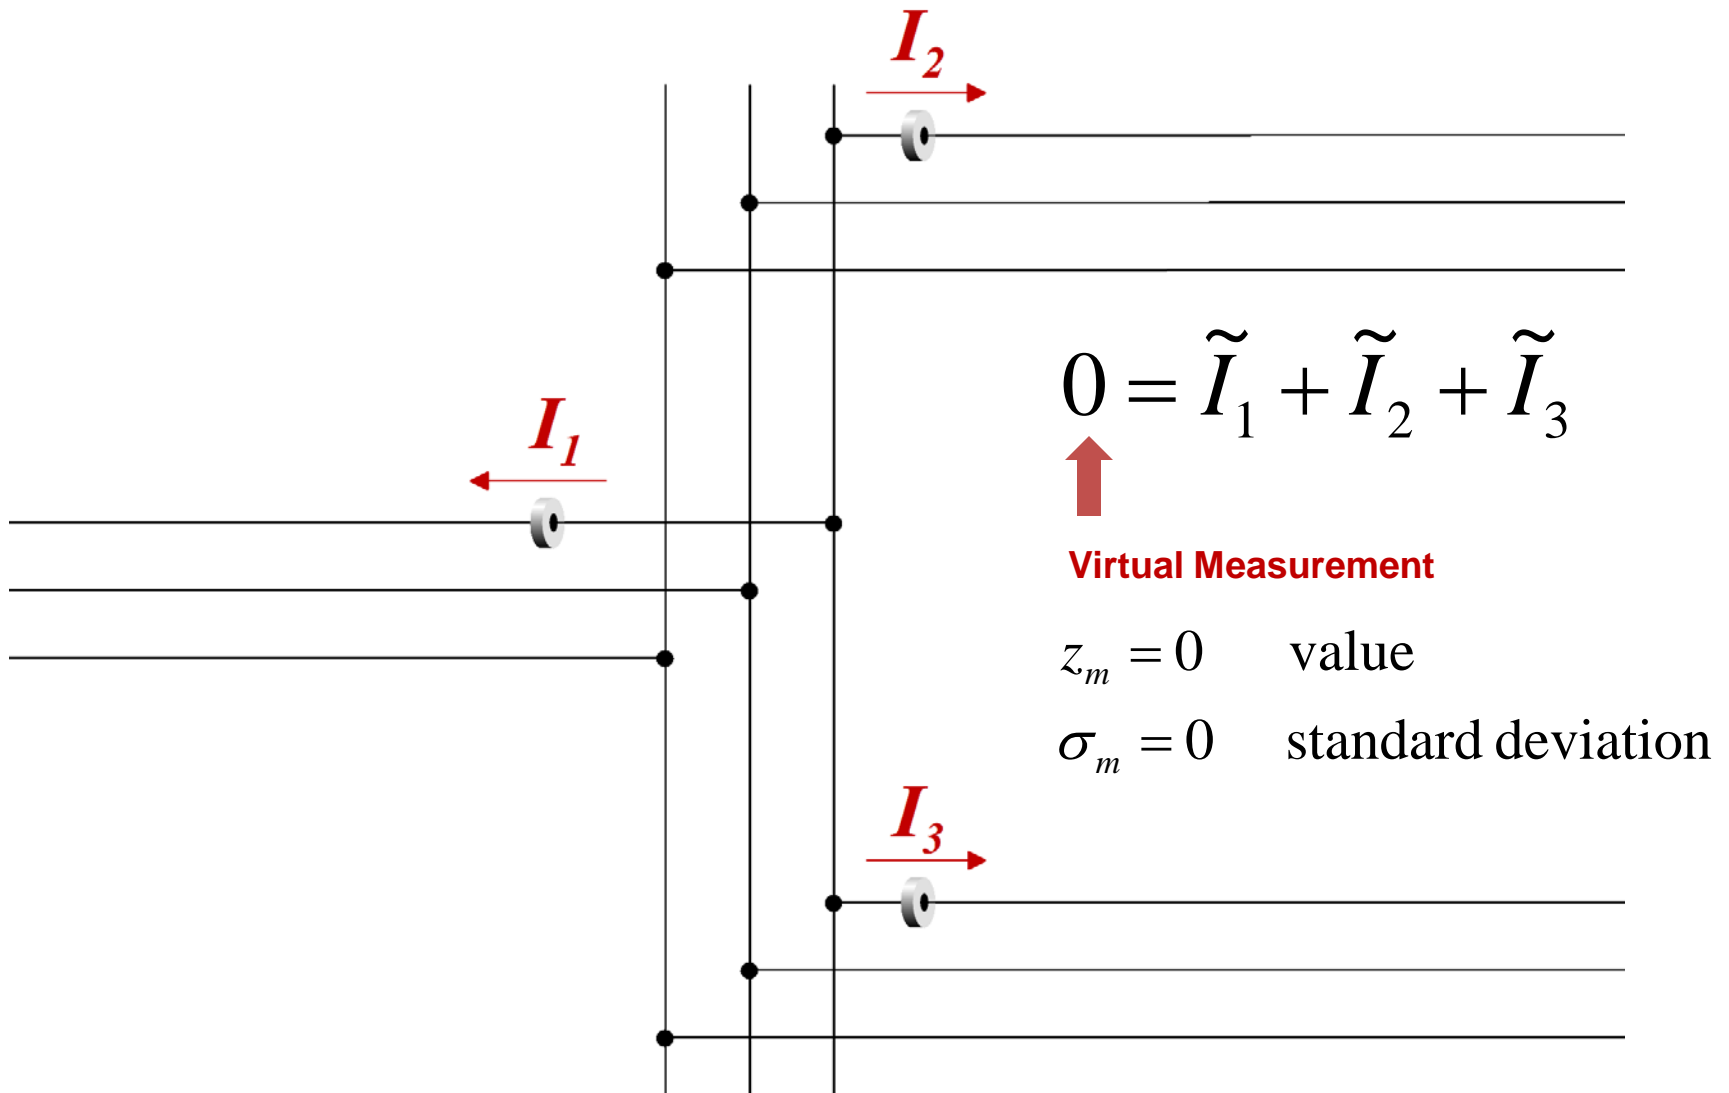 I₂
0 = Ĩ₁ + Ĩ₂ + Ĩ₃
I₁
Virtual Measurement
zₘ = 0 value
σₘ = 0 standard deviation
I₃